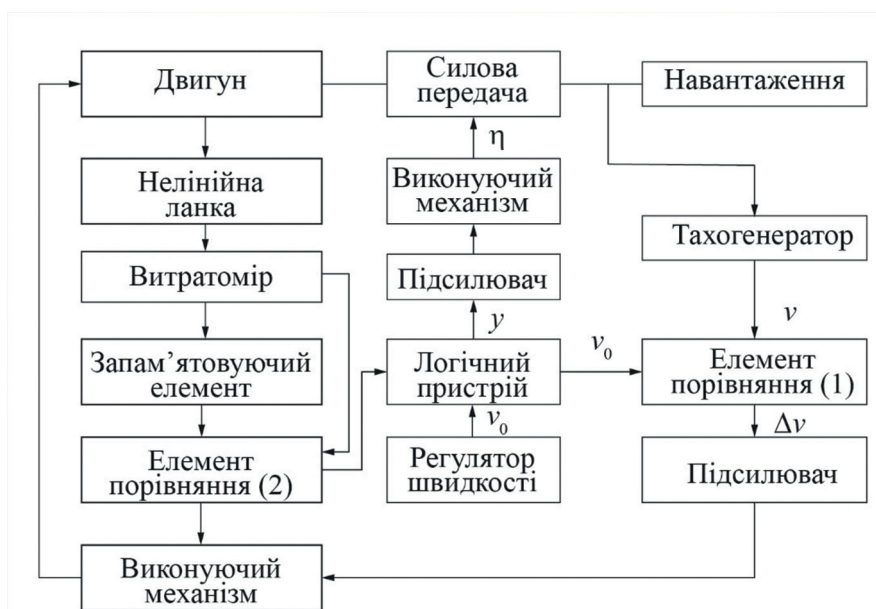 Двигун
Силова
передача
Навантаження
η
Нелінійна
ланка
Виконуючий
механізм
Тахогенератор
Витратомір
Підсилювач
v
y
Запам’ятовуючий
елемент
Логічний
пристрій
v₀
Елемент
порівняння (1)
v₀
Δv
Елемент
порівняння (2)
Регулятор
швидкості
Підсилювач
Виконуючий
механізм